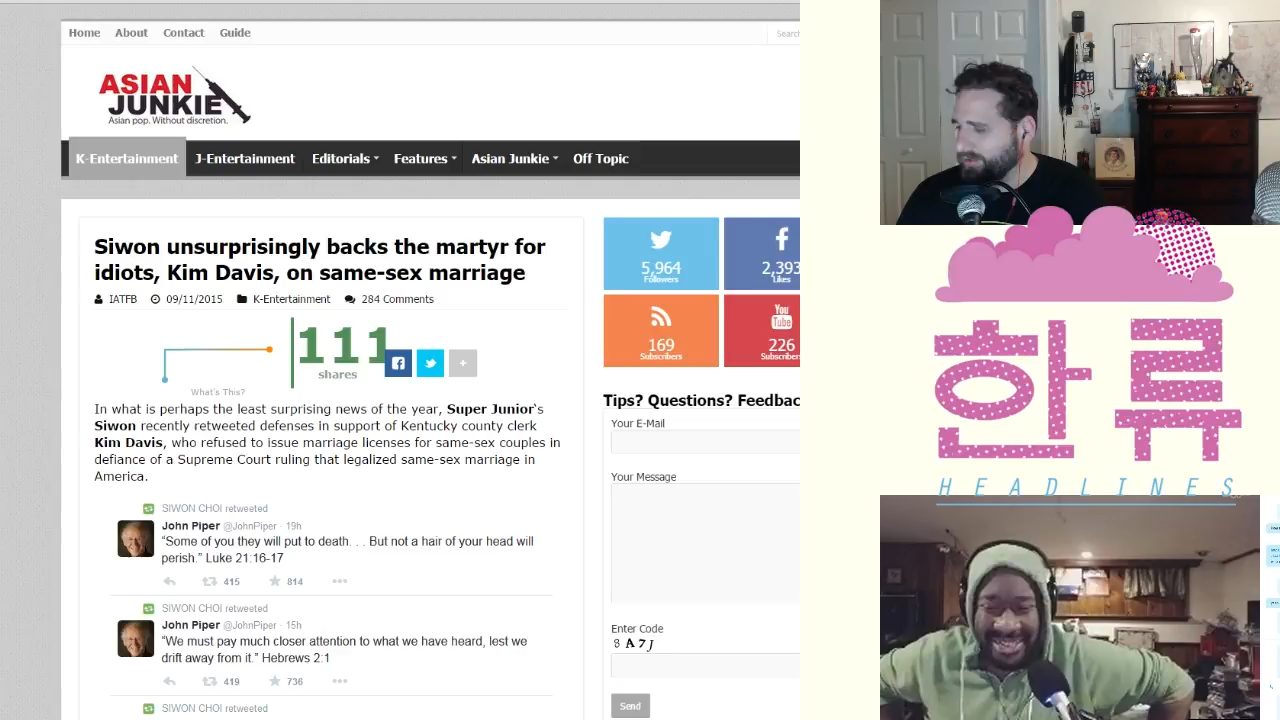 Home
About
Contact
Guide
Search
ASIAN
JUNKIE
Asian pop. Without discretion.
K-Entertainment
J-Entertainment
Editorials
Features
Asian Junkie
Off Topic
Siwon unsurprisingly backs the martyr for
idiots, Kim Davis, on same-sex marriage
IATFB
09/11/2015
K-Entertainment
284 Comments
111
shares
What's This?
In what is perhaps the least surprising news of the year, Super Junior's
Siwon recently retweeted defenses in support of Kentucky county clerk
Kim Davis, who refused to issue marriage licenses for same-sex couples in
defiance of a Supreme Court ruling that legalized same-sex marriage in
America.
SIWON CHOI retweeted
John Piper @JohnPiper · 19h
“Some of you they will put to death. . . But not a hair of your head will
perish.” Luke 21:16-17
415
814
SIWON CHOI retweeted
John Piper @JohnPiper · 15h
“We must pay much closer attention to what we have heard, lest we
drift away from it.” Hebrews 2:1
419
736
SIWON CHOI retweeted
5,964
Followers
2,393
Likes
169
Subscribers
You
Tube
226
Subscribers
Tips? Questions? Feedbac
Your E-Mail
Your Message
Enter Code
8 A 7 J
Send
한류
HEADLINES